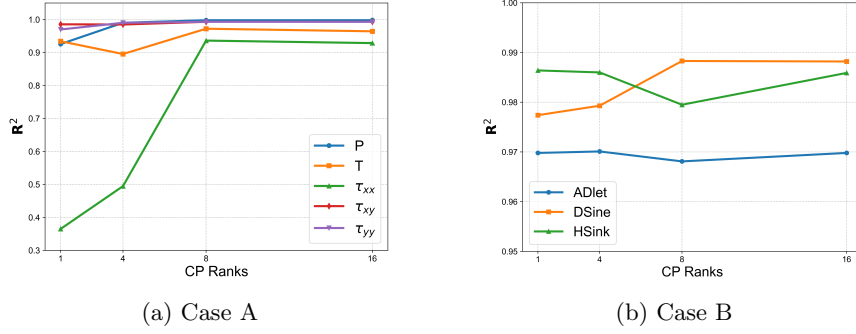 1.0
0.9
0.8
0.7
0.6
0.5
0.4
0.3
R²
1
4
8
16
CP Ranks
P
T
τxx
τxy
τyy
(a) Case A
1.00
0.99
0.98
0.97
0.96
0.95
R²
1
4
8
16
CP Ranks
ADlet
DSine
HSink
(b) Case B